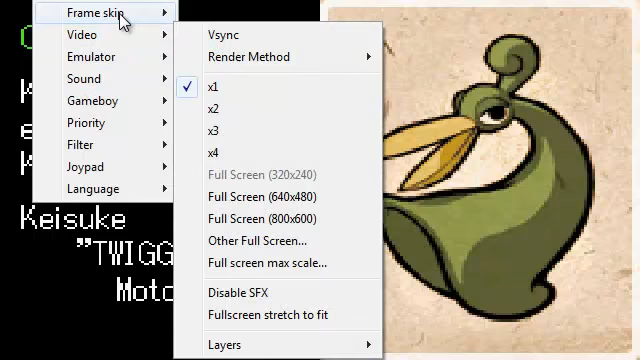 Frame skip
Video
Emulator
Sound
Gameboy
Priority
Filter
Joypad
Language
Vsync
Render Method
x1
x2
x3
x4
Full Screen (320x240)
Full Screen (640x480)
Full Screen (800x600)
Other Full Screen...
Full screen max scale...
Disable SFX
Fullscreen stretch to fit
Layers
Keisuke
"TWIGG
Moto